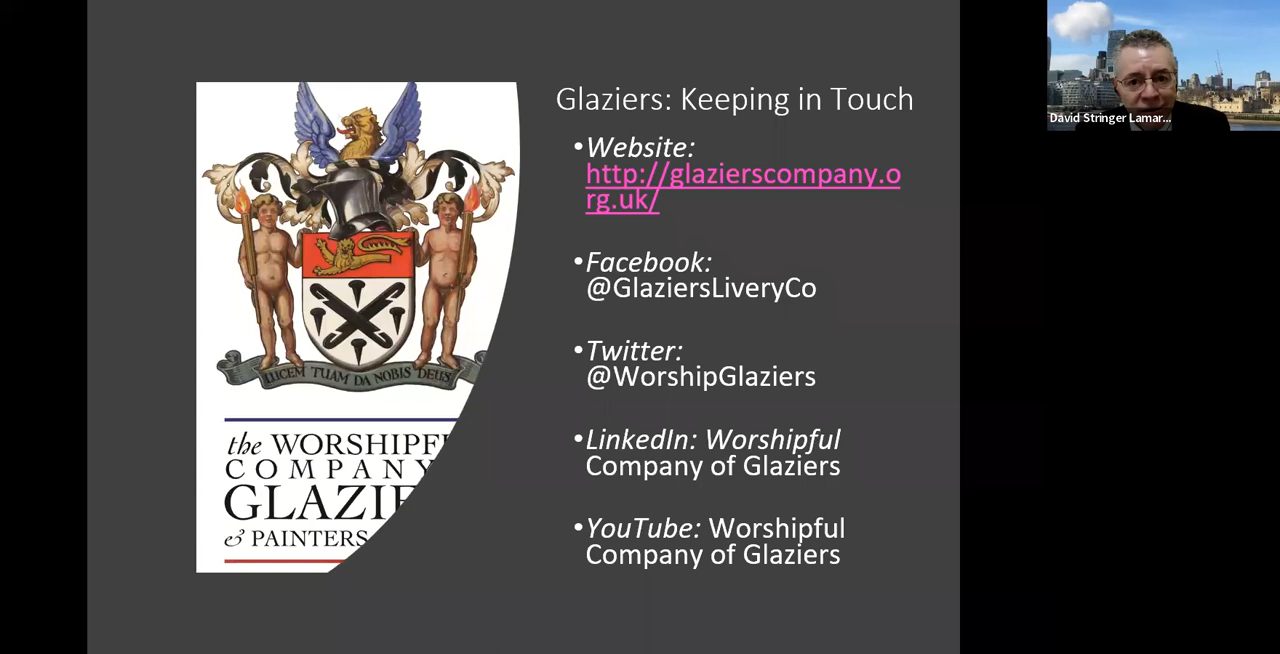 Glaziers: Keeping in Touch
•Website:
http://glazierscompany.o
rg.uk/
•Facebook:
@GlaziersLiveryCo
•Twitter:
@WorshipGlaziers
•LinkedIn: Worshipful
Company of Glaziers
•YouTube: Worshipful
Company of Glaziers
LUCEM TUAM DA NOBIS DEUS
the WORSHIPF
COMPANY
GLAZIE
& PAINTERS
David Stringer Lamar...